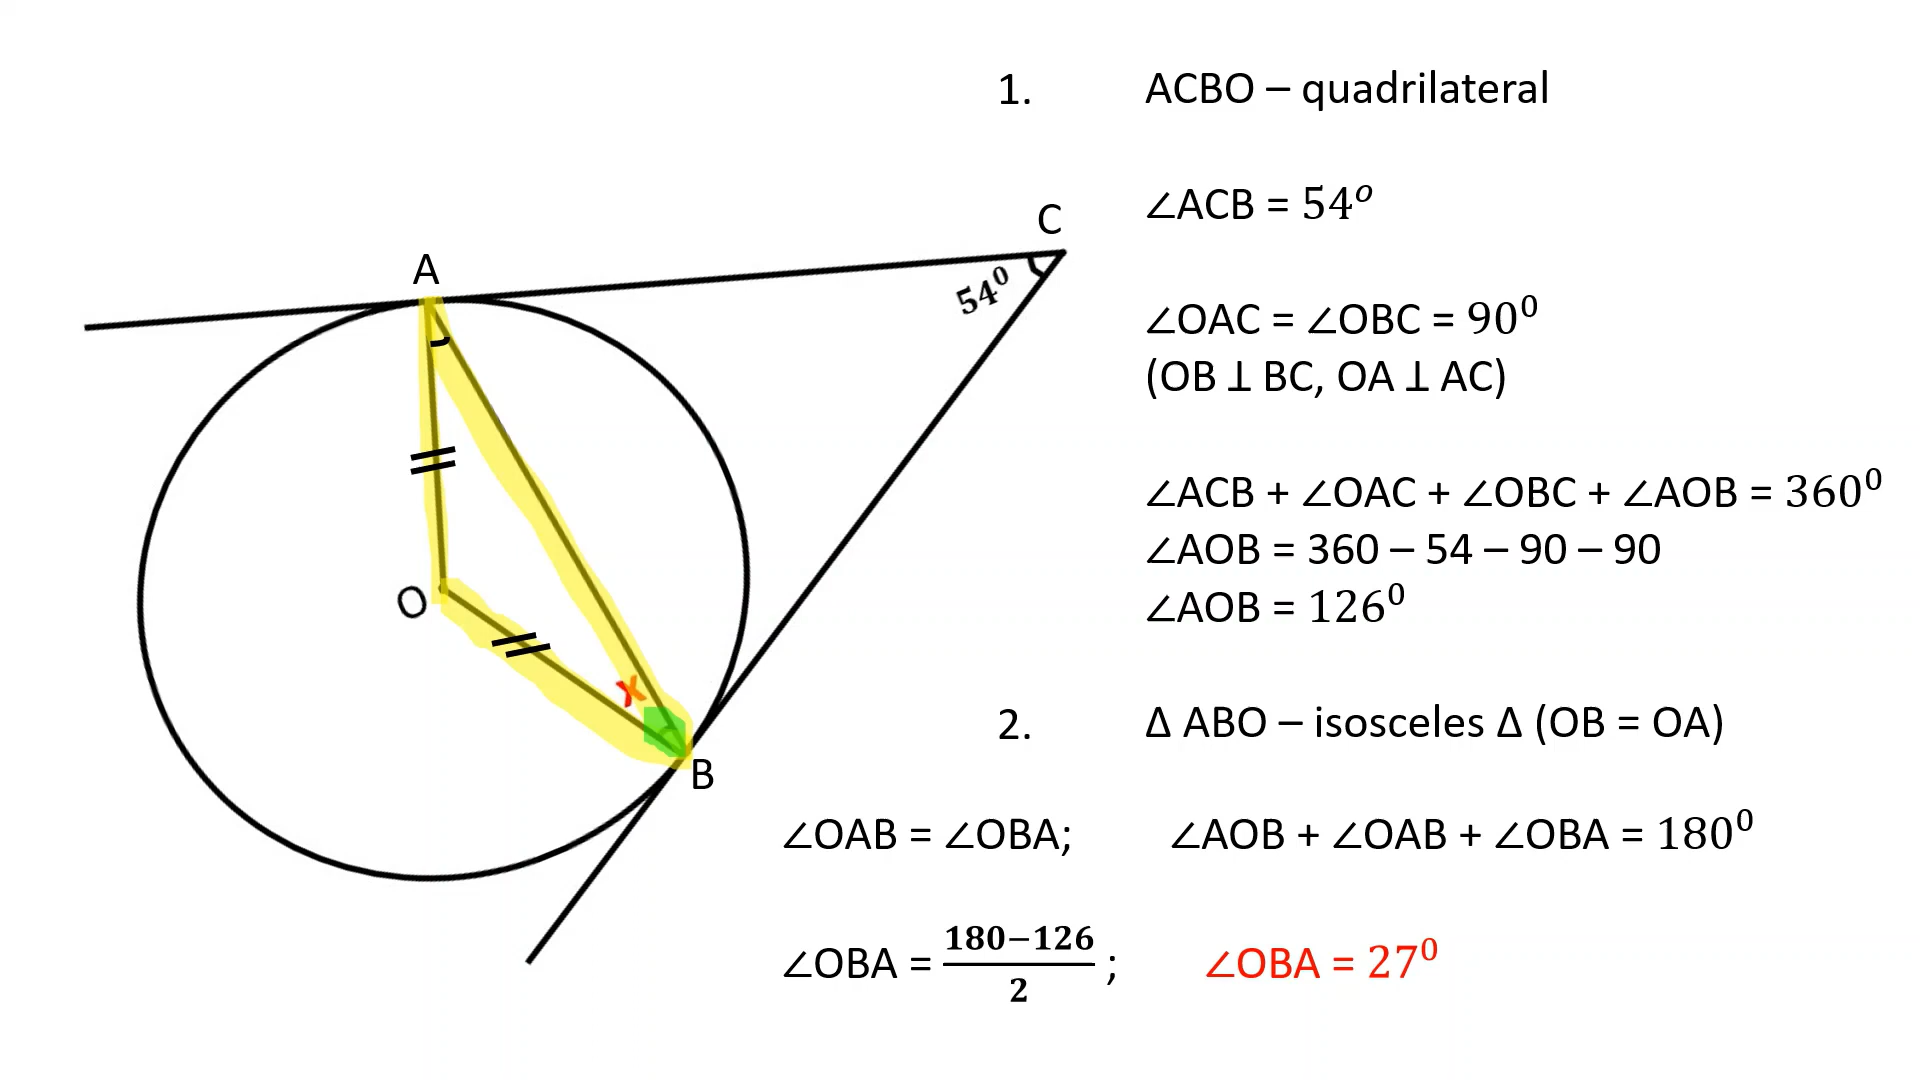 1. ACBO – quadrilateral
∠ACB = 54°
C
A
54⁰
∠OAC = ∠OBC = 90⁰
(OB ⊥ BC, OA ⊥ AC)
∠ACB + ∠OAC + ∠OBC + ∠AOB = 360⁰
∠AOB = 360 – 54 – 90 – 90
∠AOB = 126⁰
O
x
B
2. Δ ABO – isosceles Δ (OB = OA)
∠OAB = ∠OBA; ∠AOB + ∠OAB + ∠OBA = 180⁰
∠OBA = 180−126/2 ; ∠OBA = 27⁰